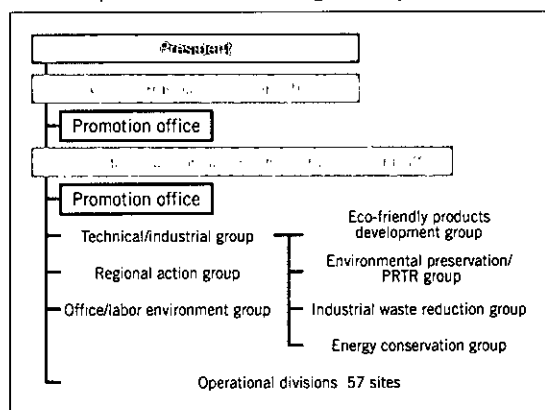 President
Promotion office
Promotion office
Technical/industrial group
Eco-friendly products
development group
Regional action group
Environmental preservation/
PRTR group
Office/labor environment group
Industrial waste reduction group
Energy conservation group
Operational divisions 57 sites